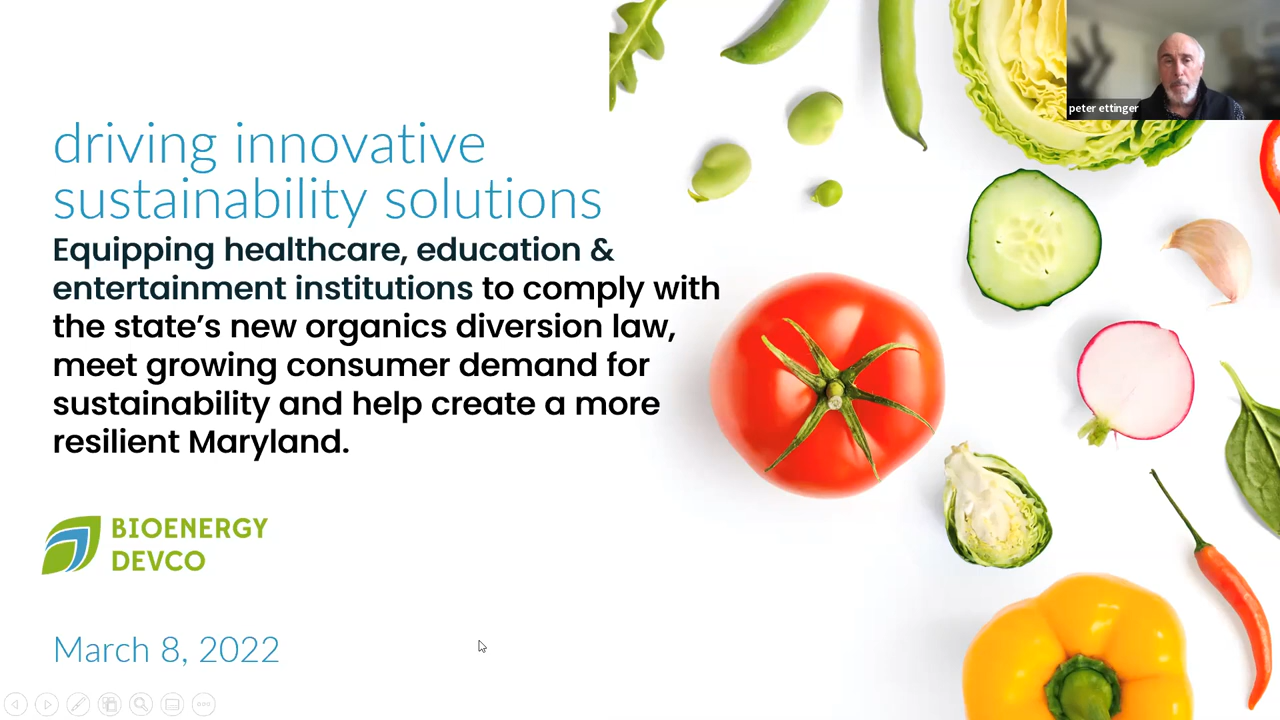 peter ettinger
driving innovative
sustainability solutions
Equipping healthcare, education &
entertainment institutions to comply with
the state’s new organics diversion law,
meet growing consumer demand for
sustainability and help create a more
resilient Maryland.
BIOENERGY
DEVCO
March 8, 2022